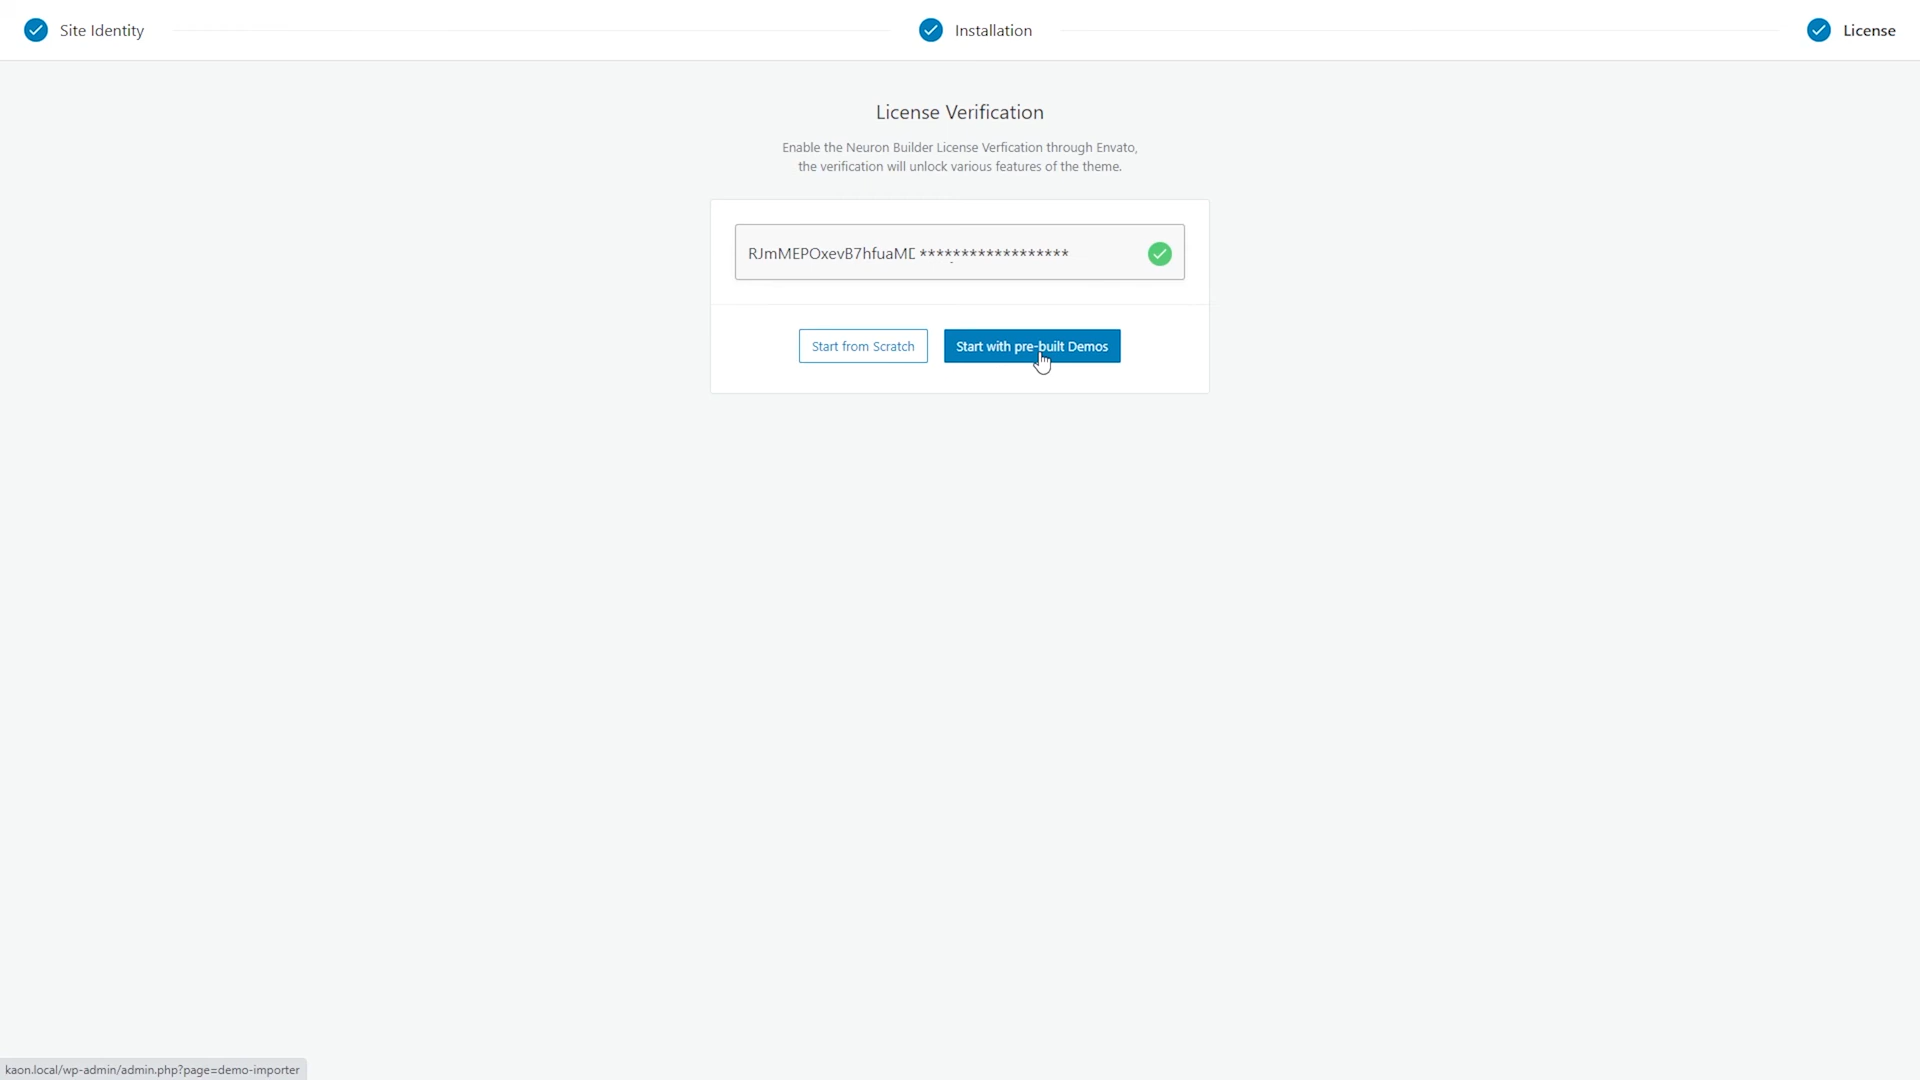 Site Identity
Installation
License
License Verification
Enable the Neuron Builder License Verfication through Envato,
the verification will unlock various features of the theme.
RJmMEPOxevB7hfuaME ******************
Start from Scratch
Start with pre-built Demos
kaon.local/wp-admin/admin.php?page=demo-importer